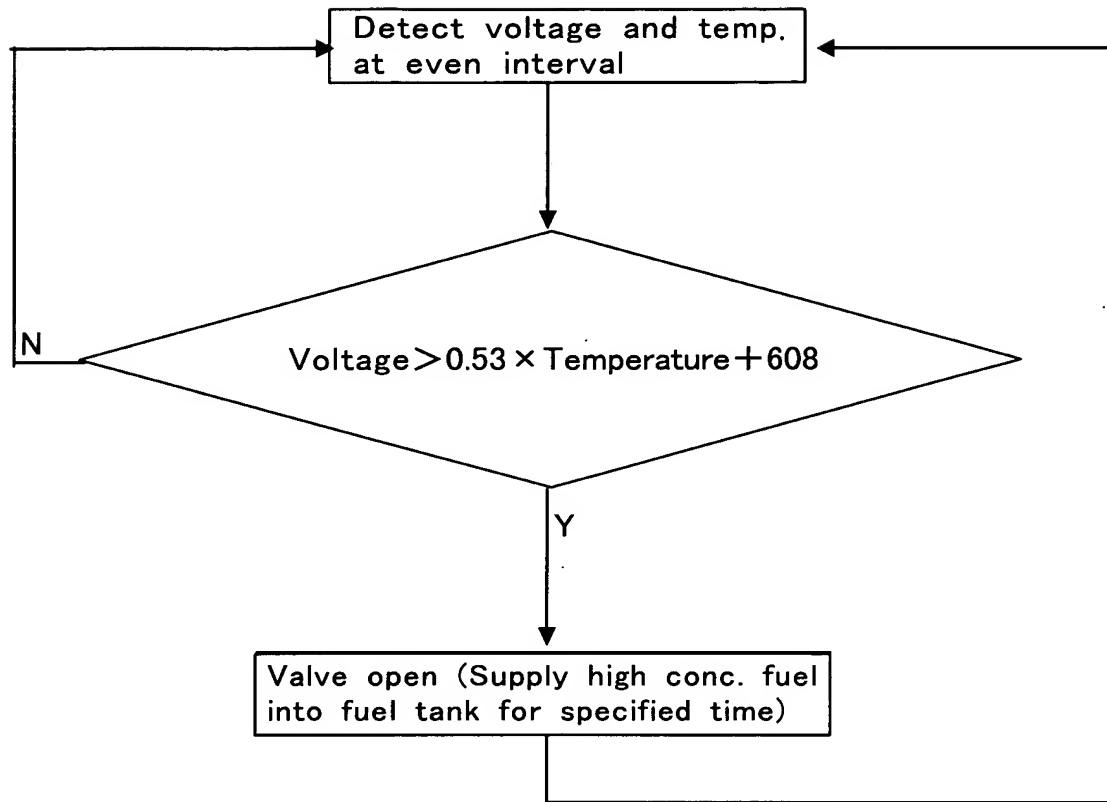 Detect voltage and temp.
at even interval
N
Voltage＞0.53 × Temperature＋608
Y
Valve open (Supply high conc. fuel
into fuel tank for specified time)